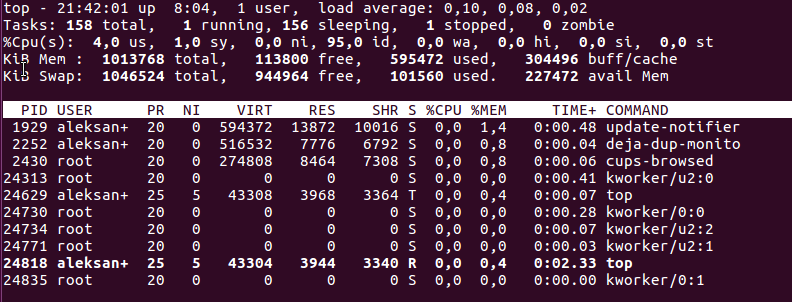 top - 21:42:01 up  8:04,  1 user,  load average: 0,10, 0,08, 0,02
Tasks: 158 total,   1 running, 156 sleeping,   1 stopped,   0 zombie
%Cpu(s):  4,0 us,  1,0 sy,  0,0 ni, 95,0 id,  0,0 wa,  0,0 hi,  0,0 si,  0,0 st
KiB Mem :  1013768 total,   113800 free,   595472 used,   304496 buff/cache
KiB Swap:  1046524 total,   944964 free,   101560 used.   227472 avail Mem
PID USER      PR  NI    VIRT    RES    SHR S %CPU %MEM     TIME+ COMMAND
1929 aleksan+  20   0  594372  13872  10016 S  0,0  1,4   0:00.48 update-notifier
2252 aleksan+  20   0  516532   7776   6792 S  0,0  0,8   0:00.04 deja-dup-monito
2430 root      20   0  274808   8464   7308 S  0,0  0,8   0:00.06 cups-browsed
24313 root      20   0       0      0      0 S  0,0  0,0   0:00.41 kworker/u2:0
24629 aleksan+  25   5   43308   3968   3364 T  0,0  0,4   0:00.07 top
24730 root      20   0       0      0      0 S  0,0  0,0   0:00.28 kworker/0:0
24734 root      20   0       0      0      0 S  0,0  0,0   0:00.07 kworker/u2:2
24771 root      20   0       0      0      0 S  0,0  0,0   0:00.03 kworker/u2:1
24818 aleksan+  25   5   43304   3944   3340 R  0,0  0,4   0:02.33 top
24835 root      20   0       0      0      0 S  0,0  0,0   0:00.00 kworker/0:1